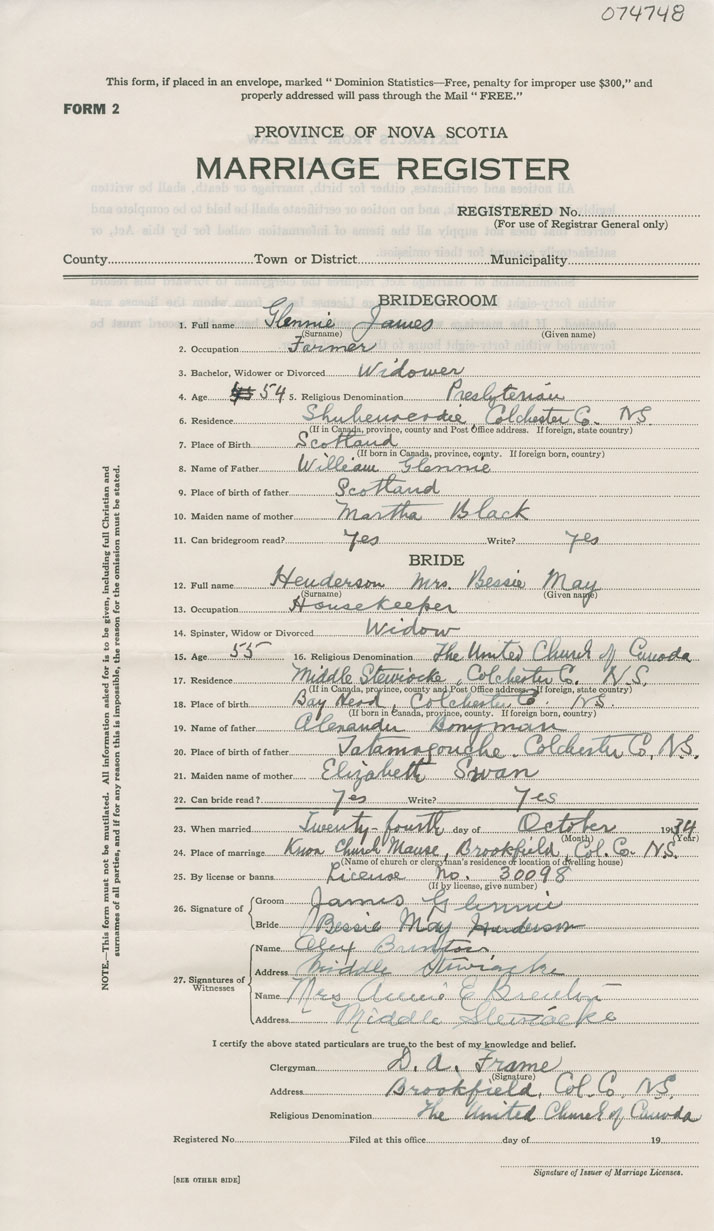 074748
This form, if placed in an envelope, marked "Dominion Statistics—Free, penalty for improper use $300," and
properly addressed will pass through the Mail "FREE."
FORM 2
PROVINCE OF NOVA SCOTIA
MARRIAGE REGISTER
REGISTERED No.
(For use of Registrar General only)
County Town or District Municipality
BRIDEGROOM
1. Full name Glennie James
(Surname) (Given name)
2. Occupation Farmer
3. Bachelor, Widower or Divorced Widower
4. Age 54 5. Religious Denomination Presbyterian
6. Residence Shubenacadie, Colchester Co. N.S.
(If in Canada, province, county and Post Office address. If foreign, state country)
7. Place of Birth Scotland
(If born in Canada, province, county. If foreign born, country)
8. Name of Father William Glennie
9. Place of birth of father Scotland
10. Maiden name of mother Martha Black
11. Can bridegroom read? Yes Write? Yes
BRIDE
12. Full name Henderson Mrs. Bessie May
(Surname) (Given name)
13. Occupation Housekeeper
14. Spinster, Widow or Divorced Widow
15. Age 55 16. Religious Denomination The United Church of Canada
17. Residence Middle Stewiacke, Colchester C. N.S.
(If in Canada, province, county and Post Office address. If foreign, state country)
18. Place of Birth Bay Head, Colchester C. N.S.
(If born in Canada, province, county. If foreign born, country)
19. Name of father Alexander Bonyman
20. Place of birth of father Tatamagouche, Colchester Co, N.S.
21. Maiden name of mother Elizabeth Swan
22. Can bride read? Yes Write? Yes
23. When married Twenty-fourth day of October 1934
(Month) (Year)
24. Place of marriage Knox Church Manse, Brookfield, Col. Co. N.S.
(Name of church or clergyman's residence or location of dwelling house)
25. By license or banns License no. 30098
(If by license, give number)
26. Signature of Groom James Glennie
Bride Bessie May Henderson
27. Signatures of Witnesses
Name Alex
Address Middle Stewiacke
Name Mrs Annie E Brenton
Address Middle Stewiacke
I certify the above stated particulars are true to the best of my knowledge and belief.
Clergyman D. A. Frame
(Signature)
Address Brookfield, Col. C. N.S.
Religious Denomination The United Church of Canada
Registered No. Filed at this office day of 19
Signature of Issuer of Marriage Licenses.
[SEE OTHER SIDE]
NOTE.—This form must not be mutilated. All information asked for is to be given, including full Christian and
surnames of all parties, and if for any reason this is impossible, the reason for the omission must be stated.